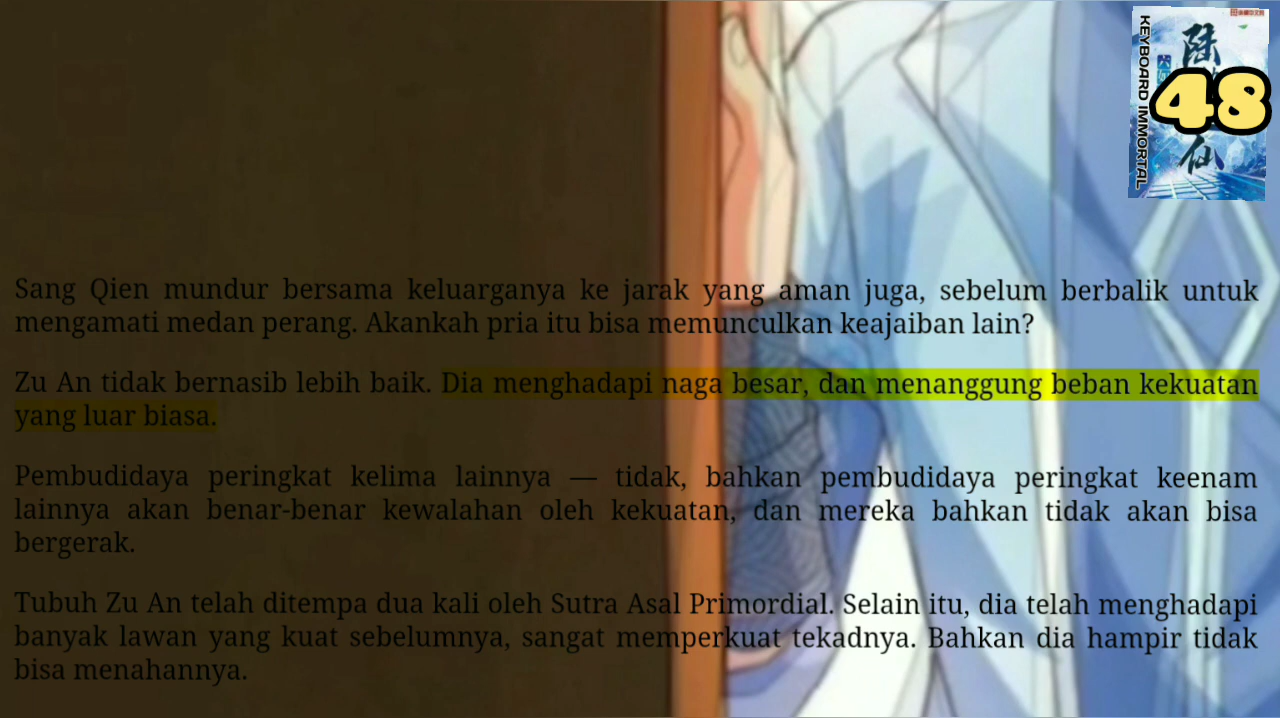 KEYBOARD IMMORTAL
48
Sang Qien mundur bersama keluarganya ke jarak yang aman juga, sebelum berbalik untuk
mengamati medan perang. Akankah pria itu bisa memunculkan keajaiban lain?
Zu An tidak bernasib lebih baik. Dia menghadapi naga besar, dan menanggung beban kekuatan
yang luar biasa.
Pembudidaya peringkat kelima lainnya — tidak, bahkan pembudidaya peringkat keenam
lainnya akan benar-benar kewalahan oleh kekuatan, dan mereka bahkan tidak akan bisa
bergerak.
Tubuh Zu An telah ditempa dua kali oleh Sutra Asal Primordial. Selain itu, dia telah menghadapi
banyak lawan yang kuat sebelumnya, sangat memperkuat tekadnya. Bahkan dia hampir tidak
bisa menahannya.